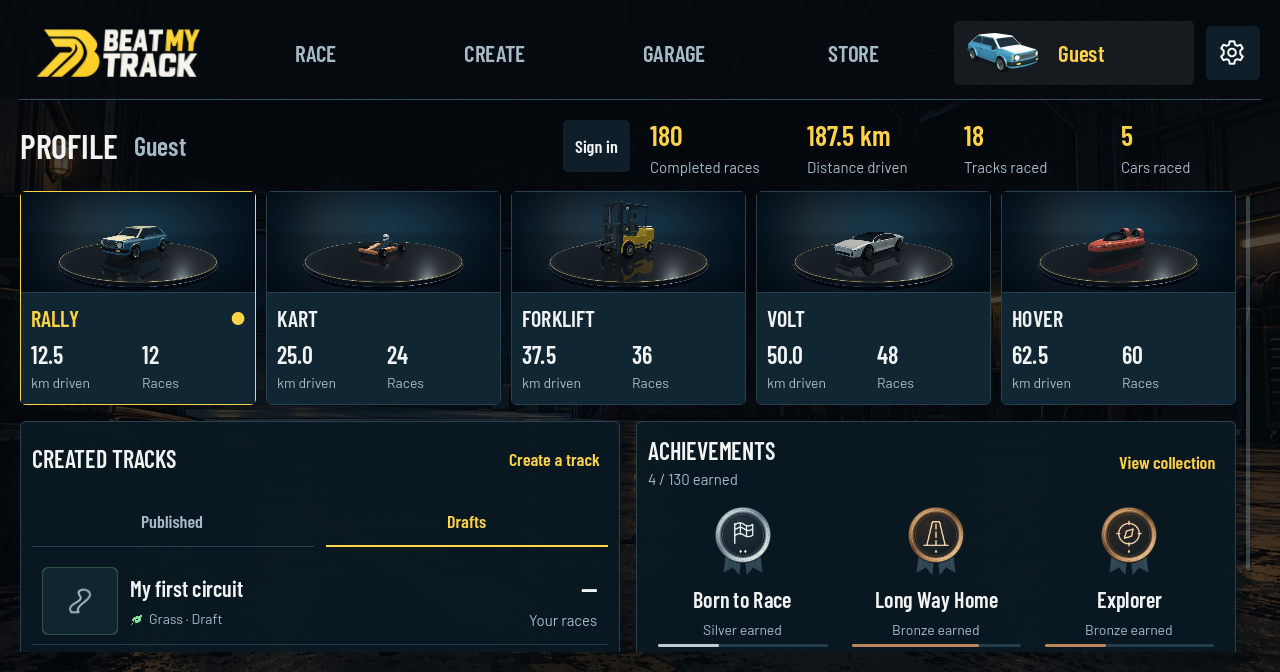 BEAT MY TRACK
RACE
CREATE
GARAGE
STORE
Guest
PROFILE
Guest
Sign in
180
Completed races
187.5 km
Distance driven
18
Tracks raced
5
Cars raced
RALLY
12.5
km driven
12
Races
KART
25.0
km driven
24
Races
FORKLIFT
37.5
km driven
36
Races
VOLT
50.0
km driven
48
Races
HOVER
62.5
km driven
60
Races
CREATED TRACKS
Create a track
Published
Drafts
My first circuit
Grass · Draft
—
Your races
ACHIEVEMENTS
4 / 130 earned
View collection
Born to Race
Silver earned
Long Way Home
Bronze earned
Explorer
Bronze earned